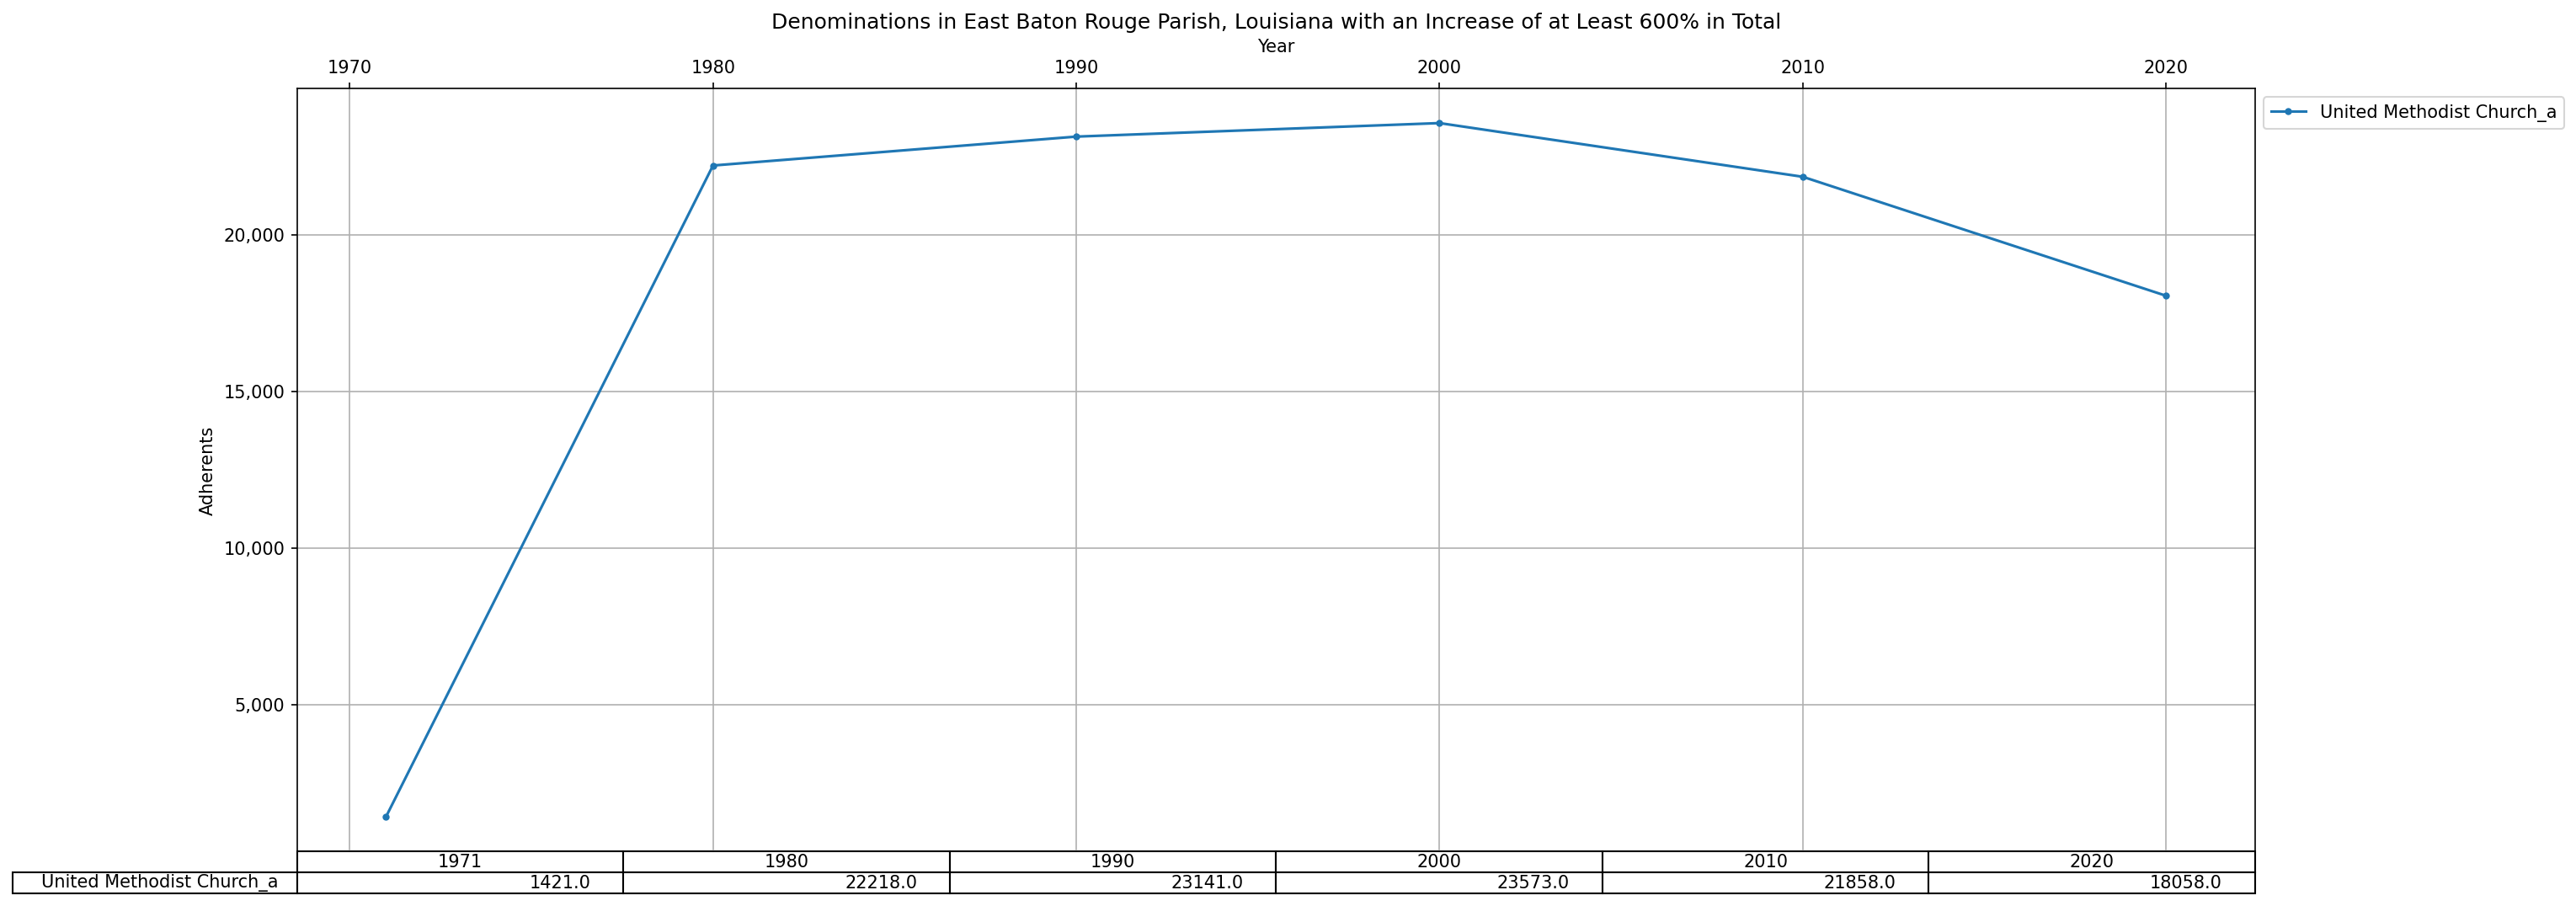 Denominations in East Baton Rouge Parish, Louisiana with an Increase of at Least 600% in Total
Year
1970 1980 1990 2000 2010 2020
United Methodist Church_a
20,000
15,000
10,000
5,000
Adherents
1971 1980 1990 2000 2010 2020
United Methodist Church_a 1421.0 22218.0 23141.0 23573.0 21858.0 18058.0